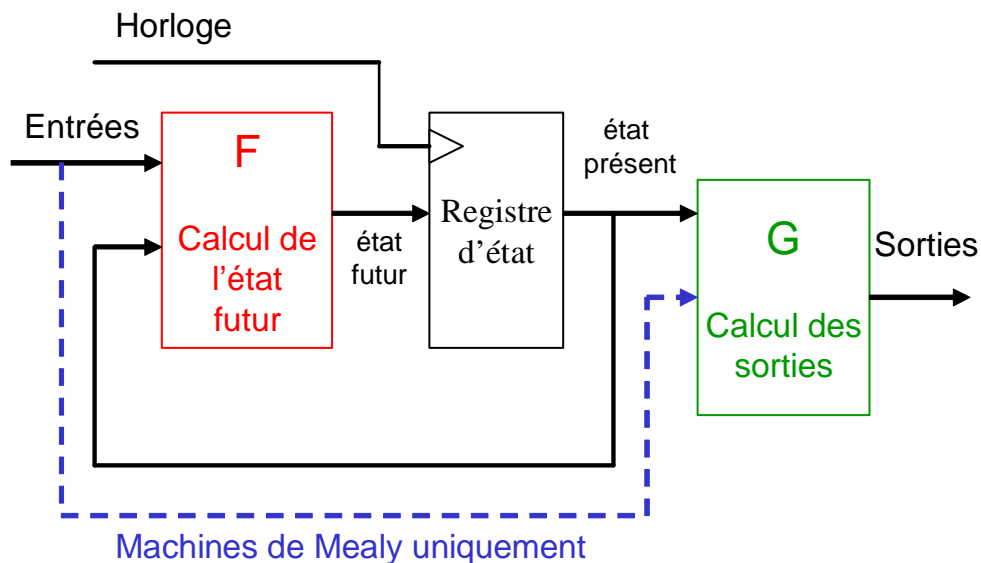 Horloge
Entrées
F
Calcul de
l’état
futur
état
futur
Registre
d’état
état
présent
G
Calcul des
sorties
Sorties
Machines de Mealy uniquement